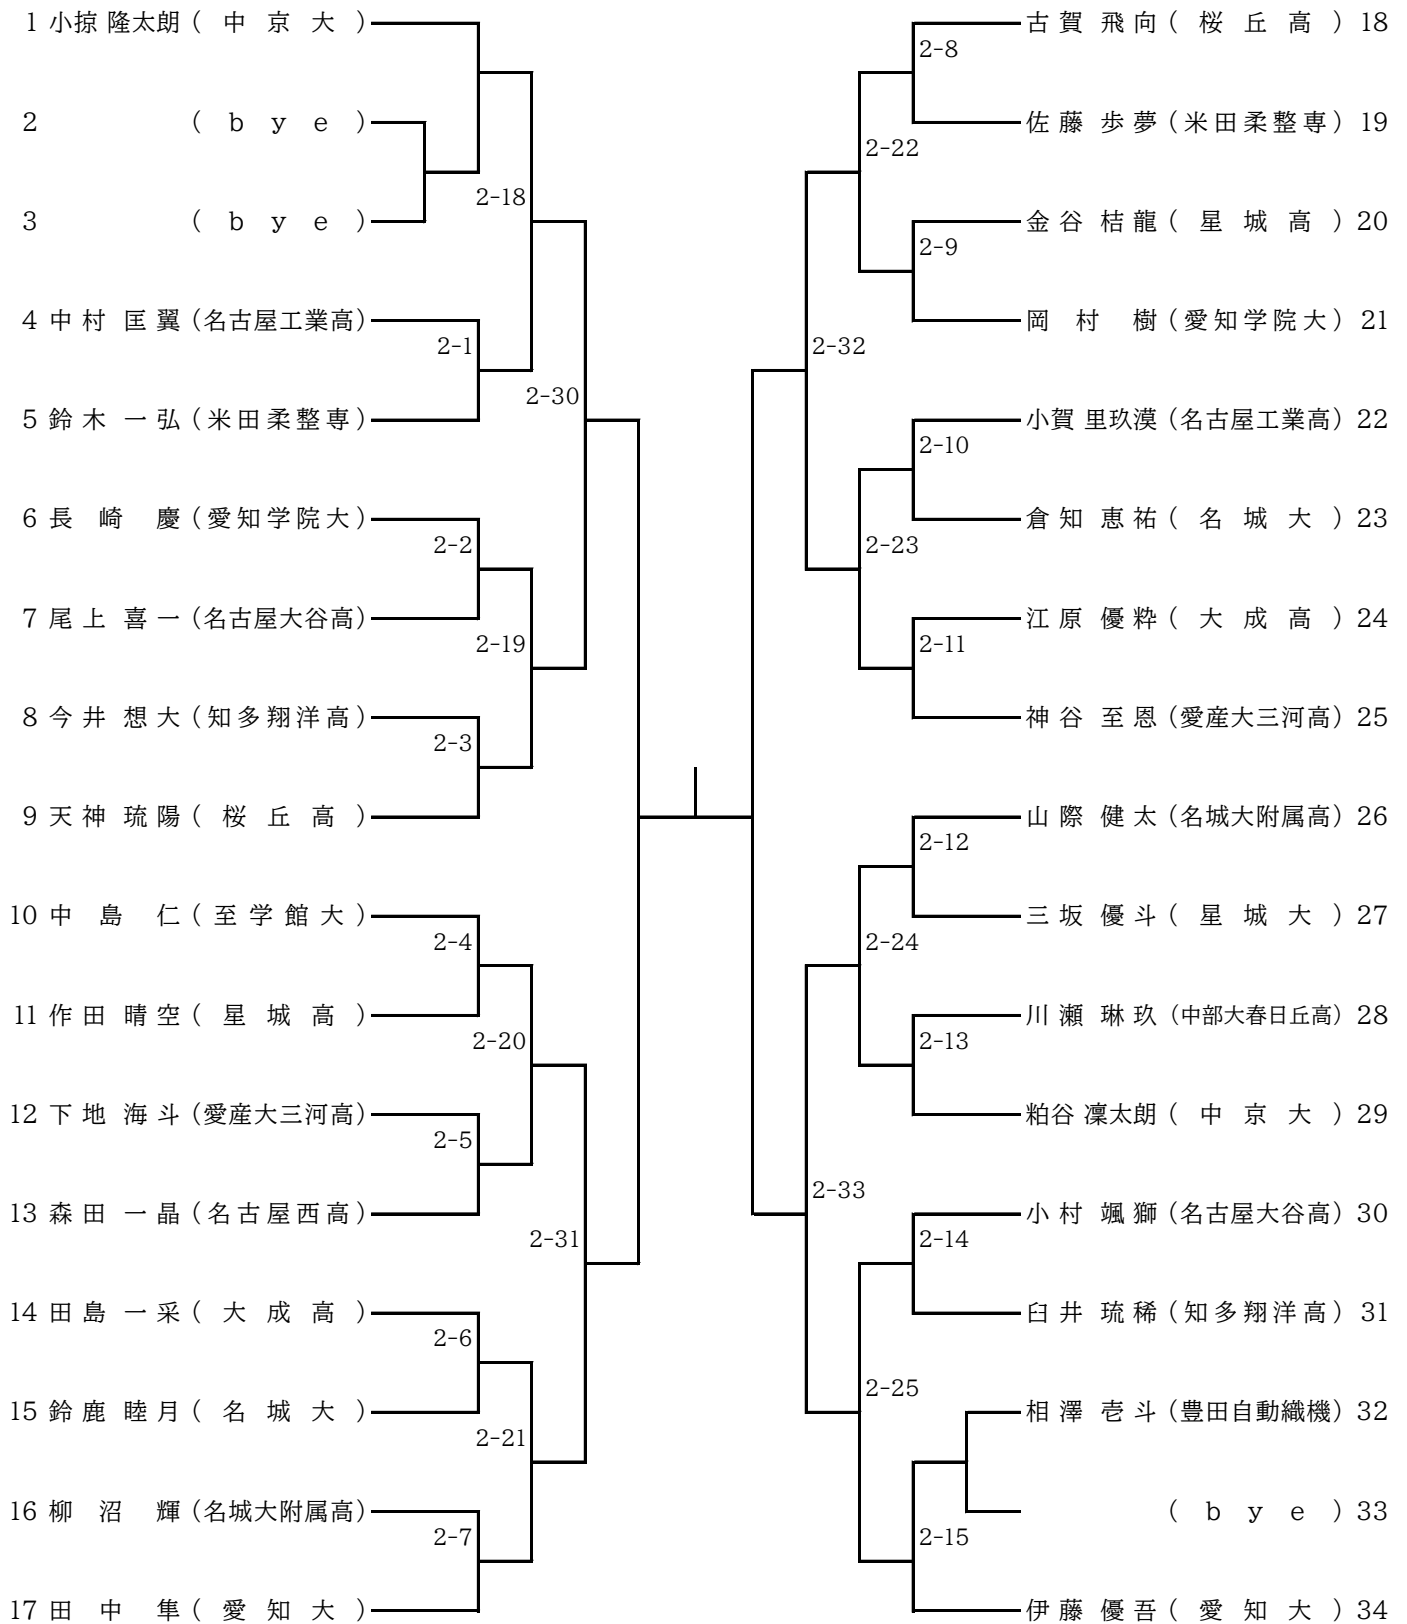 1 小掠 隆太朗 ( 中 京 大 )
2 ( b y e )
2-18
3 ( b y e )
4 中 村 匡 翼 (名古屋工業高)
2-1
2-30
5 鈴 木 一 弘 (米田柔整専)
6 長 崎 慶 (愛知学院大)
2-2
7 尾 上 喜 一 (名古屋大谷高)
2-19
8 今 井 想 大 (知多翔洋高)
2-3
9 天 神 琉 陽 ( 桜 丘 高 )
10 中 島 仁 ( 至 学 館 大 )
2-4
11 作 田 晴 空 ( 星 城 高 )
2-20
12 下 地 海 斗 (愛産大三河高)
2-5
13 森 田 一 晶 (名古屋西高)
2-31
14 田 島 一 采 ( 大 成 高 )
2-6
15 鈴 鹿 睦 月 ( 名 城 大 )
2-21
16 柳 沼 輝 (名城大附属高)
2-7
17 田 中 隼 ( 愛 知 大 )
古 賀 飛 向 ( 桜 丘 高 ) 18
2-8
佐 藤 歩 夢 (米田柔整専) 19
2-22
金 谷 桔 龍 ( 星 城 高 ) 20
2-9
岡 村 樹 (愛知学院大) 21
2-32
小賀 里玖漠 (名古屋工業高) 22
2-10
倉 知 恵 祐 ( 名 城 大 ) 23
2-23
江 原 優 粋 ( 大 成 高 ) 24
2-11
神 谷 至 恩 (愛産大三河高) 25
山 際 健 太 (名城大附属高) 26
2-12
三 坂 優 斗 ( 星 城 大 ) 27
2-24
川 瀬 琳 玖 (中部大春日丘高) 28
2-13
粕谷 凜太朗 ( 中 京 大 ) 29
2-33
小 村 颯 獅 (名古屋大谷高) 30
2-14
臼 井 琉 稀 (知多翔洋高) 31
2-25
相 澤 壱 斗 (豊田自動織機) 32
( b y e ) 33
2-15
伊 藤 優 吾 ( 愛 知 大 ) 34